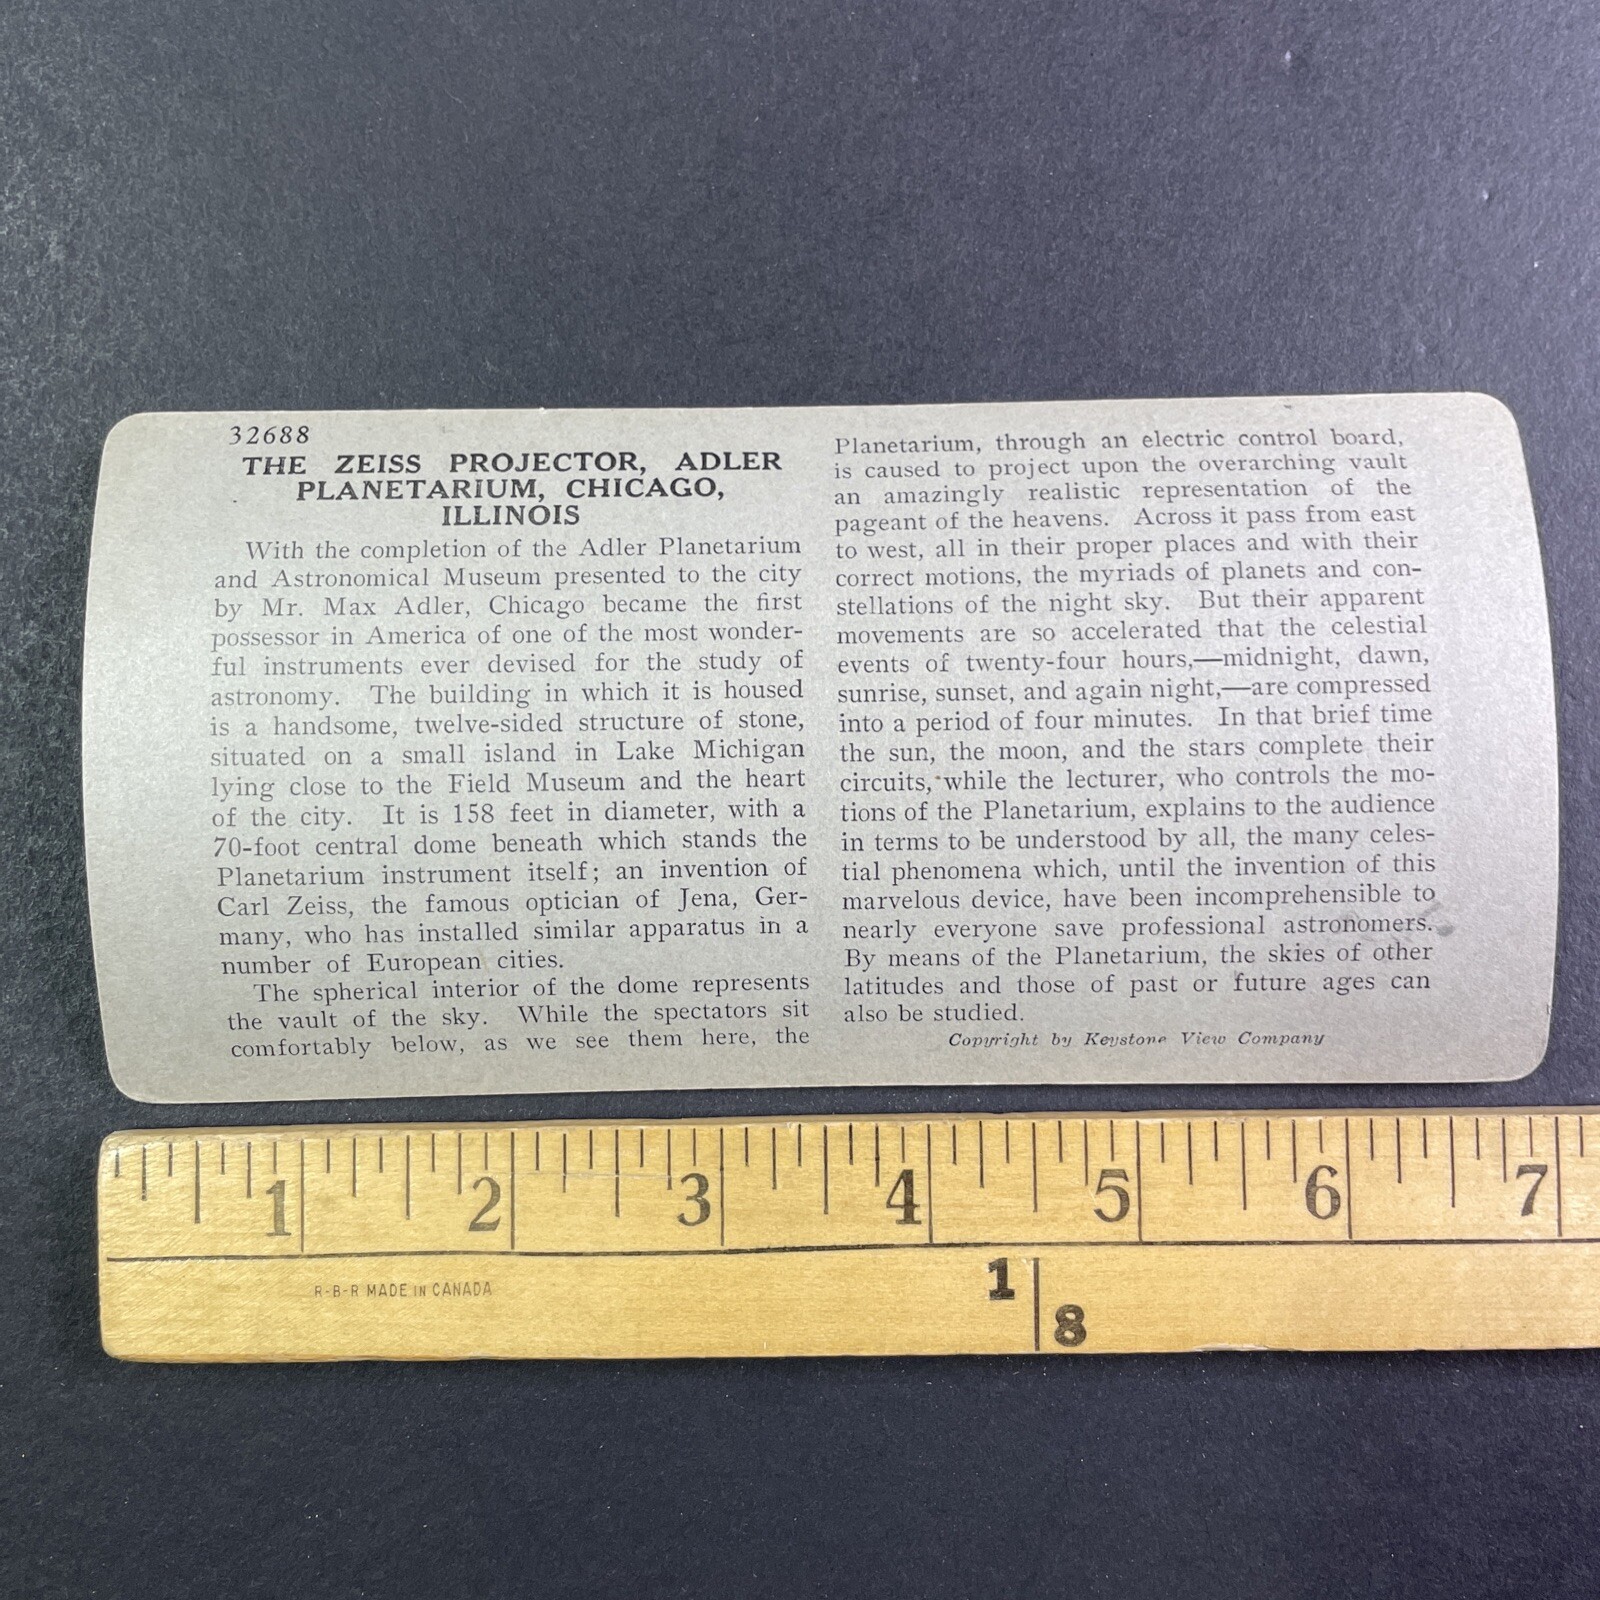 32688
THE ZEISS PROJECTOR, ADLER
PLANETARIUM, CHICAGO,
ILLINOIS
With the completion of the Adler Planetarium
and Astronomical Museum presented to the city
by Mr. Max Adler, Chicago became the first
possessor in America of one of the most wonder-
ful instruments ever devised for the study of
astronomy. The building in which it is housed
is a handsome, twelve-sided structure of stone,
situated on a small island in Lake Michigan
lying close to the Field Museum and the heart
of the city. It is 158 feet in diameter, with a
70-foot central dome beneath which stands the
Planetarium instrument itself; an invention of
Carl Zeiss, the famous optician of Jena, Ger-
many, who has installed similar apparatus in a
number of European cities.
The spherical interior of the dome represents
the vault of the sky. While the spectators sit
comfortably below, as we see them here, the
Planetarium, through an electric control board,
is caused to project upon the overarching vault
an amazingly realistic representation of the
pageant of the heavens. Across it pass from east
to west, all in their proper places and with their
correct motions, the myriads of planets and con-
stellations of the night sky. But their apparent
movements are so accelerated that the celestial
events of twenty-four hours,—midnight, dawn,
sunrise, sunset, and again night,—are compressed
into a period of four minutes. In that brief time
the sun, the moon, and the stars complete their
circuits, while the lecturer, who controls the mo-
tions of the Planetarium, explains to the audience
in terms to be understood by all, the many celes-
tial phenomena which, until the invention of this
marvelous device, have been incomprehensible to
nearly everyone save professional astronomers.
By means of the Planetarium, the skies of other
latitudes and those of past or future ages can
also be studied.
Copyright by Keystone View Company
1 2 3 4 5 6 7
R-B-R MADE IN CANADA
1
8